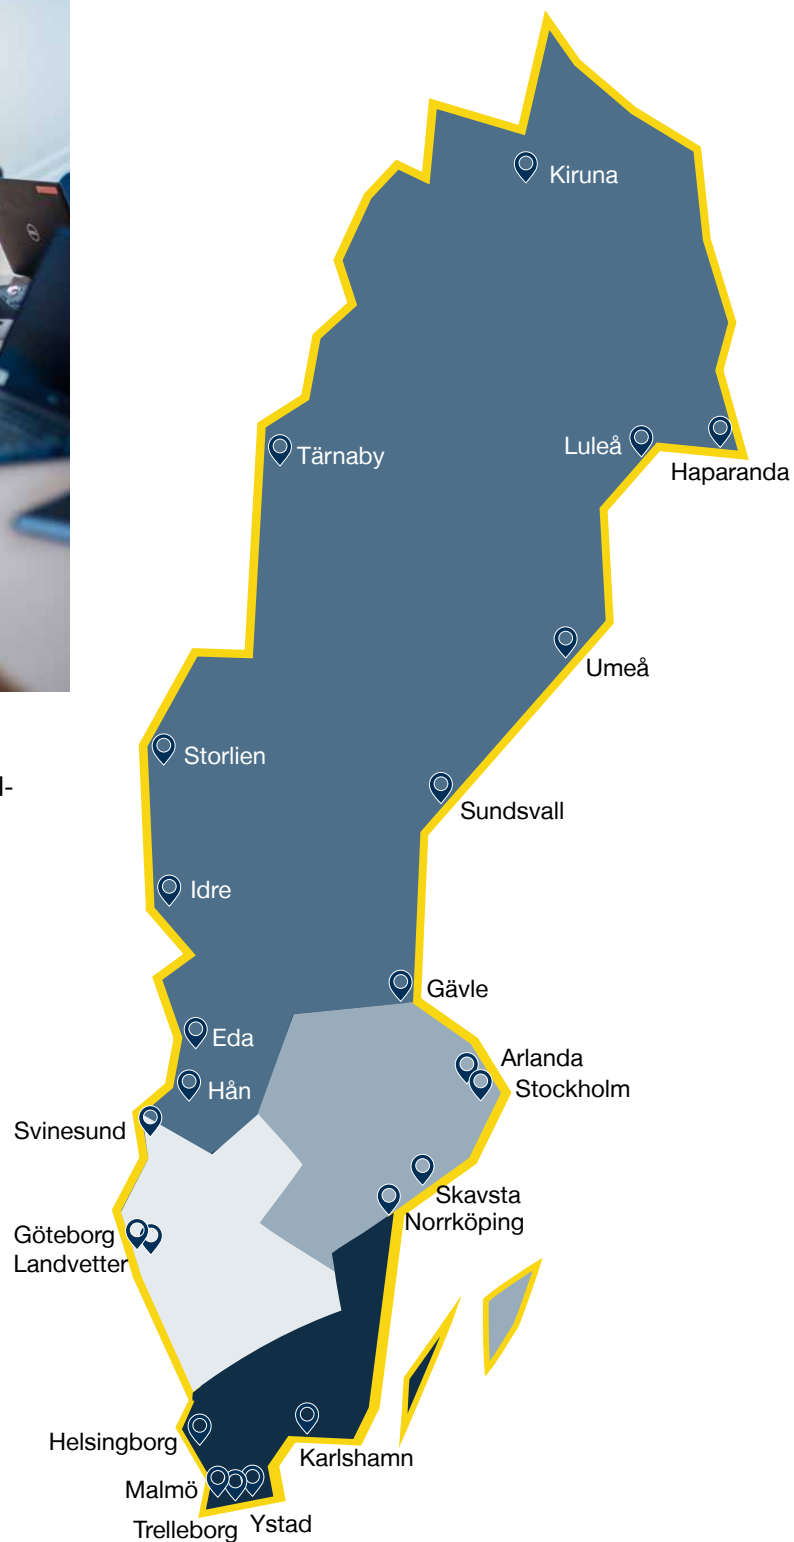 Kiruna
Luleå
Tärnaby
Haparanda
Umeå
Storlien
l-
Sundsvall
Idre
Gävle
Eda
Arlanda
Hån
Stockholm
Svinesund
Skavsta
Norrköping
Göteborg
Landvetter
Helsingborg
Karlshamn
Malmö
Ystad
Trelleborg